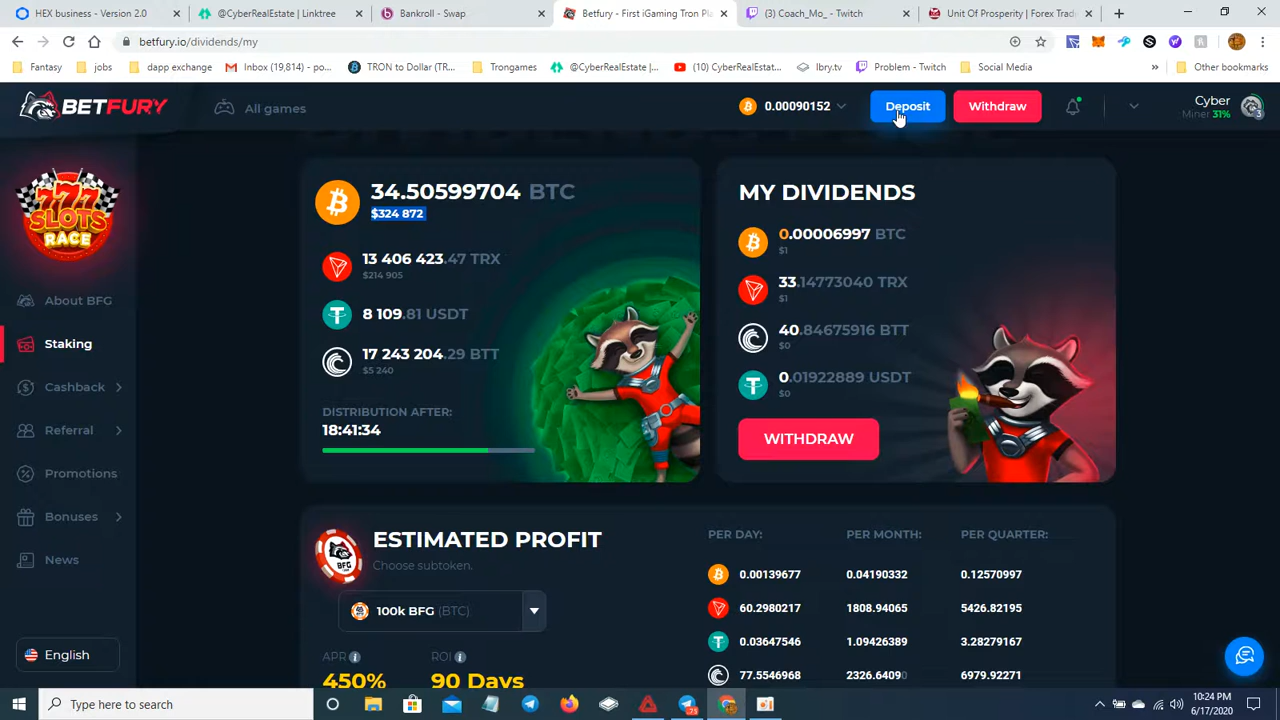 HEX business - Version 2.0
@CyberRealEstate | Linktree
Bankroll - Swap
Betfury - First iGaming Tron Pl
(3) Coach_Mo_ - Twitch
Unit Of Prosperity | Forex Trad
betfury.io/dividends/my
Fantasy
jobs
dapp exchange
Inbox (19,814) - po...
TRON to Dollar (TR...
Trongames
@CyberRealEstate |...
(10) CyberRealEstat...
lbry.tv
Problem - Twitch
Social Media
»
Other bookmarks
BETFURY
All games
0.00090152
Deposit
Withdraw
Cyber
Miner 31%
3
777
SLOTS
RACE
About BFG
Staking
Cashback
Referral
Promotions
Bonuses
News
English
34.50599704 BTC
$324 872
13 406 423.47 TRX
$214 905
8 109.81 USDT
17 243 204.29 BTT
$5 240
DISTRIBUTION AFTER:
18:41:34
MY DIVIDENDS
0.00006997 BTC
$1
33.14773040 TRX
$1
40.84675916 BTT
$0
0.01922889 USDT
$0
WITHDRAW
BFG
ESTIMATED PROFIT
Choose subtoken.
100k BFG (BTC)
APR
ROI
450%
90 Days
PER DAY: PER MONTH: PER QUARTER:
0.00139677 0.04190332 0.12570997
60.2980217 1808.94065 5426.82195
0.03647546 1.09426389 3.28279167
77.5546968 2326.64090 6979.92271
Type here to search
10:24 PM
6/17/2020